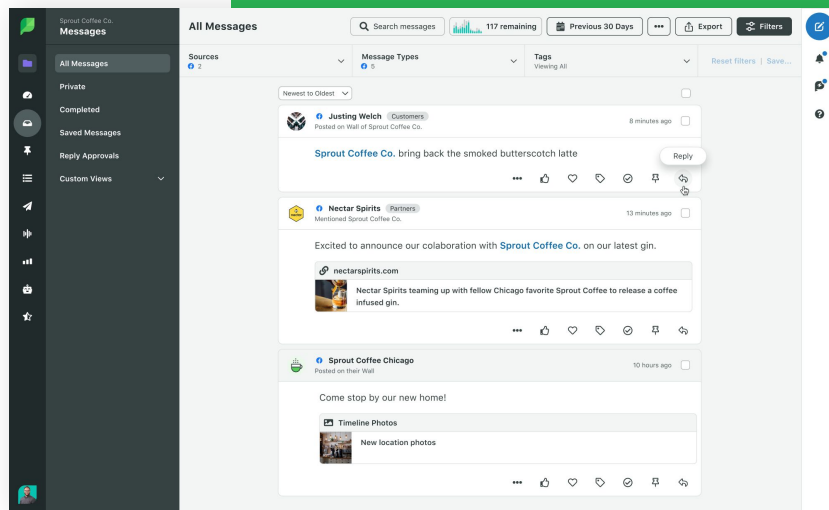 Sprout Coffee Co.
Messages
All Messages
Private
Completed
Saved Messages
Reply Approvals
Custom Views
All Messages
Search messages
117 remaining
Previous 30 Days
Export
Filters
Sources
2
Message Types
5
Tags
Viewing All
Reset filters | Save...
Newest to Oldest
Justing Welch Customers
8 minutes ago
Posted on Wall of Sprout Coffee Co.
Sprout Coffee Co. bring back the smoked butterscotch latte
Reply
Nectar Spirits Partners
13 minutes ago
Mentioned Sprout Coffee Co.
Excited to announce our colaboration with Sprout Coffee Co. on our latest gin.
nectarspirits.com
Nectar Spirits teaming up with fellow Chicago favorite Sprout Coffee to release a coffee
infused gin.
Sprout Coffee Chicago
10 hours ago
Posted on their Wall
Come stop by our new home!
Timeline Photos
New location photos